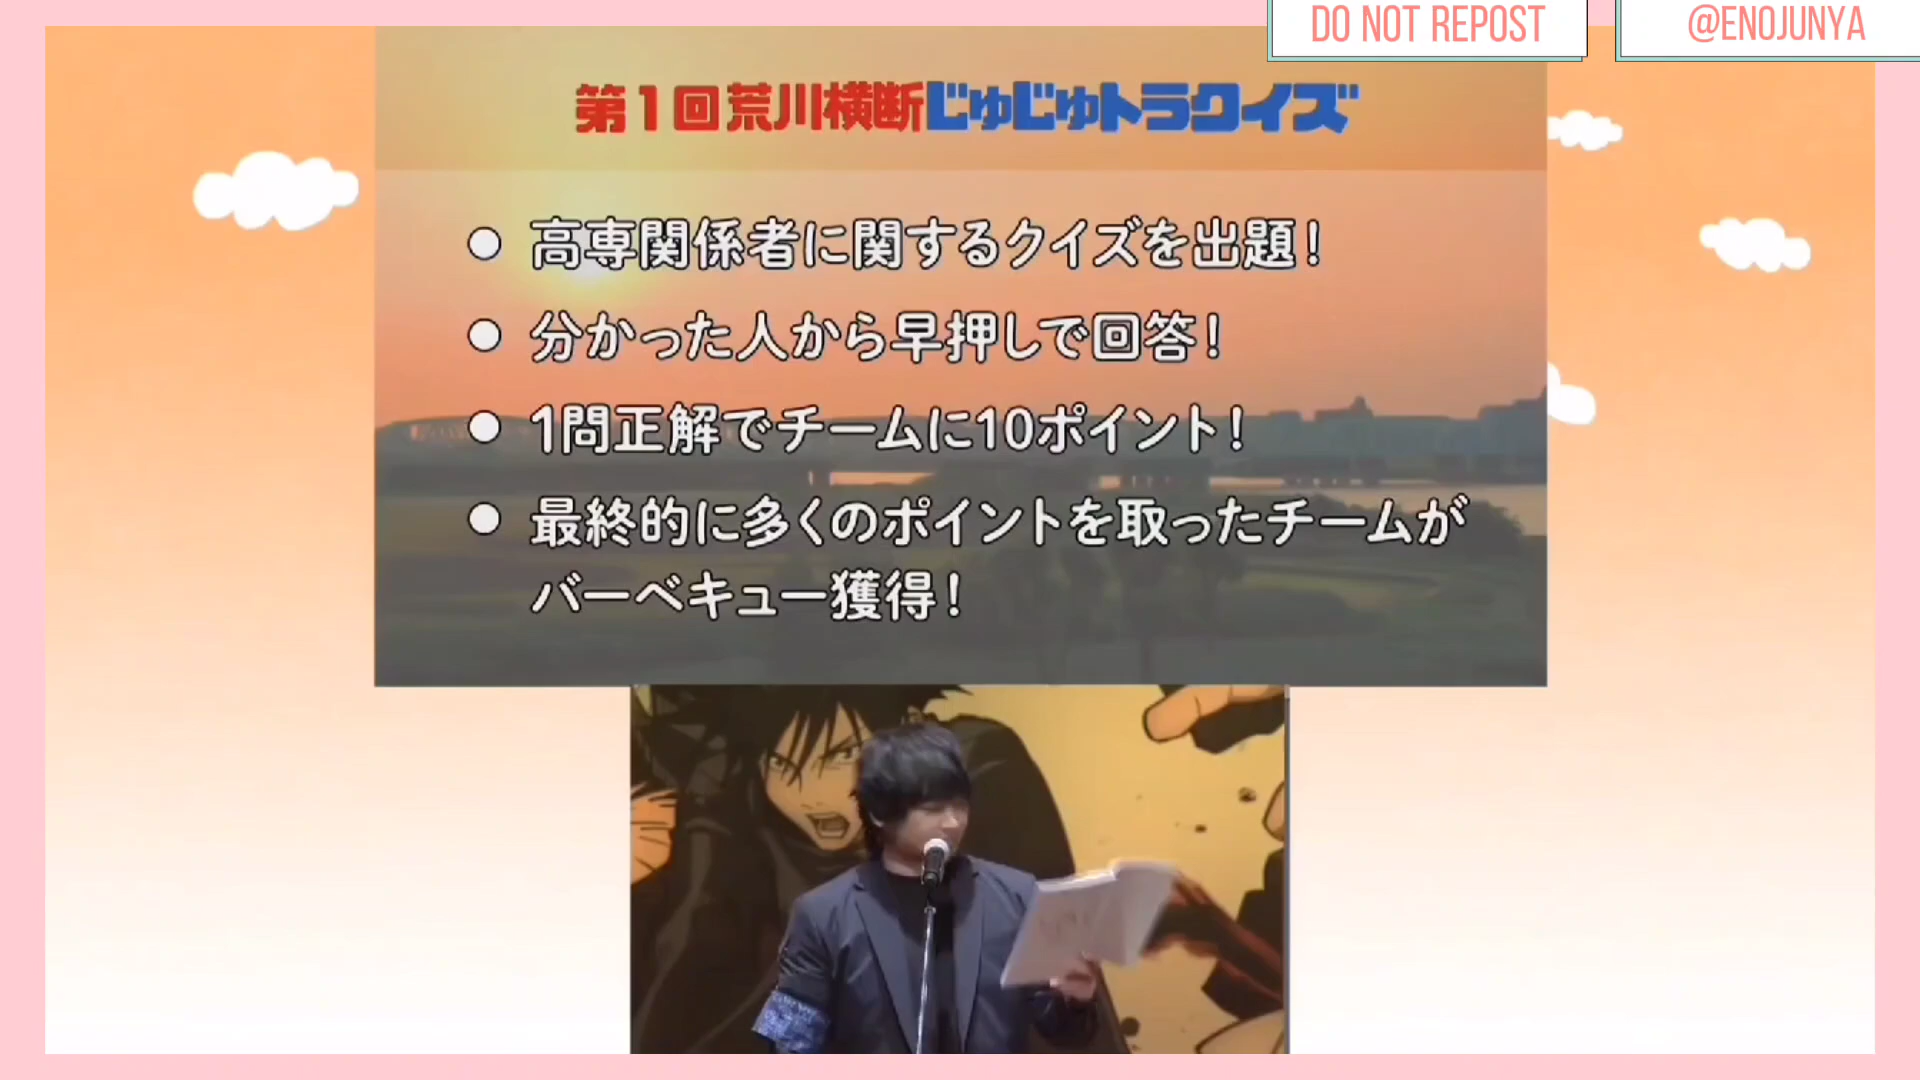 DO NOT REPOST
@ENOJUNYA
第1回荒川横断じゅじゅトラクイズ
● 高専関係者に関するクイズを出題！
● 分かった人から早押しで回答！
● 1問正解でチームに10ポイント！
● 最終的に多くのポイントを取ったチームが
バーベキュー獲得！